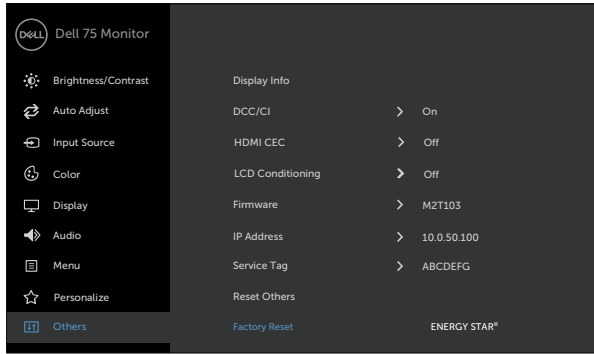 DELL Dell 75 Monitor
Brightness/Contrast Display Info
Auto Adjust DCC/CI > On
Input Source HDMI CEC > Off
Color LCD Conditioning > Off
Display Firmware > M2T103
Audio IP Address > 10.0.50.100
Menu Service Tag > ABCDEFG
Personalize Reset Others
Others Factory Reset ENERGY STAR®